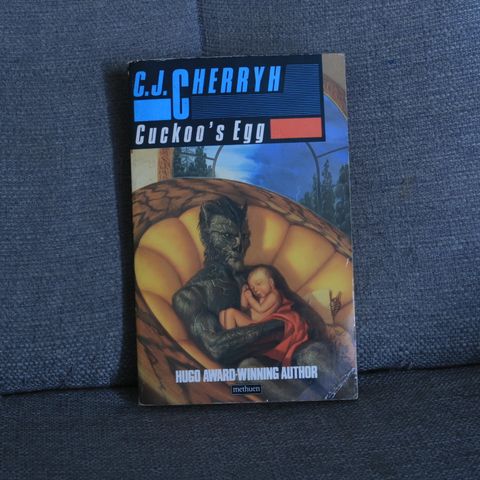 C.J. CHERRYH
Cuckoo's Egg
HUGO AWARD-WINNING AUTHOR
methuen